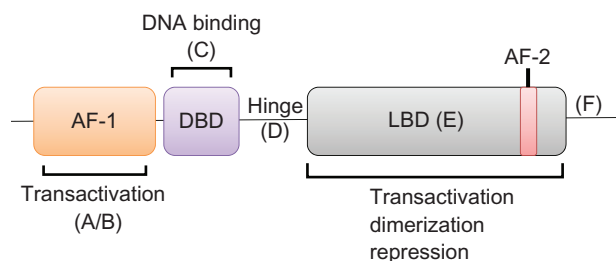 DNA binding
(C)
AF-2
AF-1
DBD
Hinge
(D)
LBD (E)
(F)
Transactivation
(A/B)
Transactivation
dimerization
repression